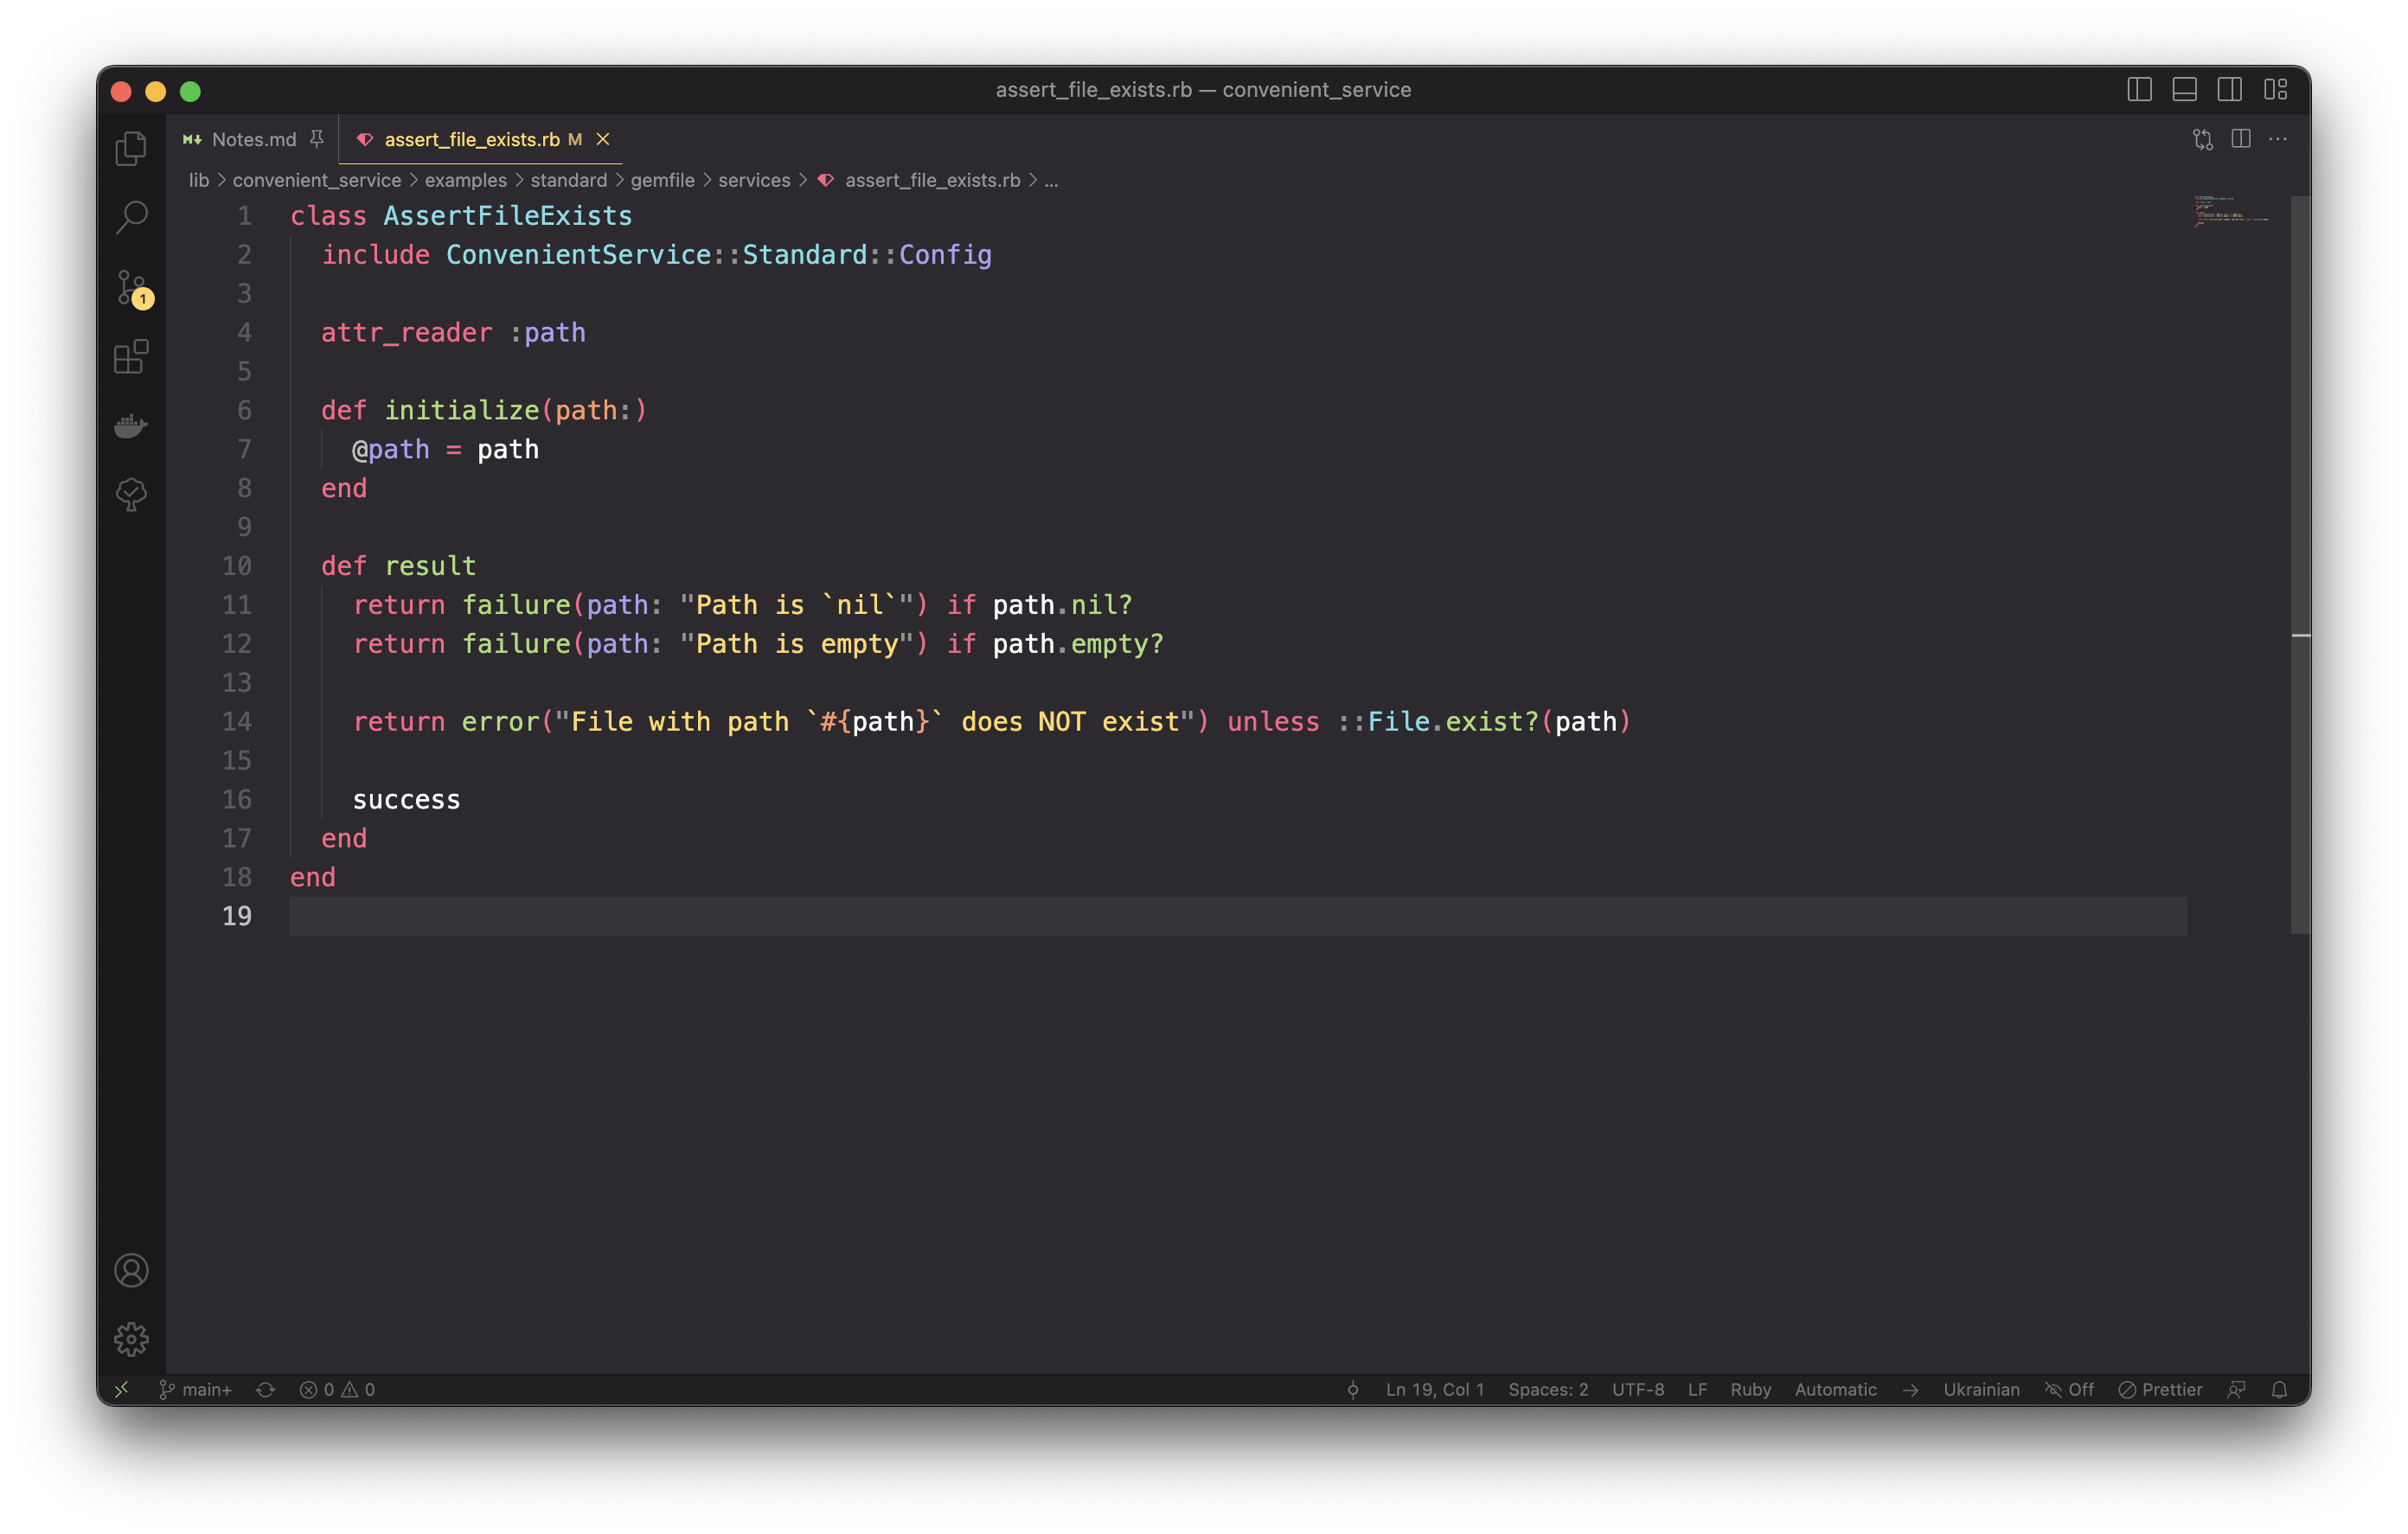 assert_file_exists.rb — convenient_service
Notes.md
assert_file_exists.rb M
lib > convenient_service > examples > standard > gemfile > services > assert_file_exists.rb > ...
1 class AssertFileExists
2   include ConvenientService::Standard::Config
3
4   attr_reader :path
5
6   def initialize(path:)
7     @path = path
8   end
9
10   def result
11     return failure(path: "Path is `nil`") if path.nil?
12     return failure(path: "Path is empty") if path.empty?
13
14     return error("File with path `#{path}` does NOT exist") unless ::File.exist?(path)
15
16     success
17   end
18 end
19
1
main+ 0 0 Ln 19, Col 1 Spaces: 2 UTF-8 LF Ruby Automatic → Ukrainian Off Prettier